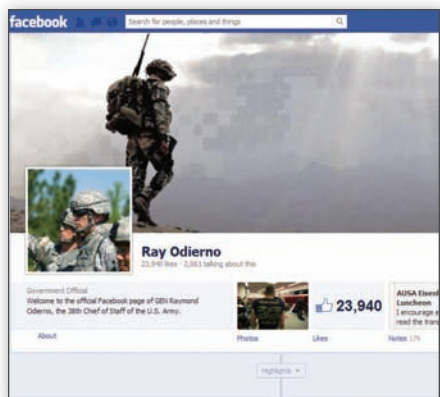 facebook
Search for people, places and things
Ray Odierno
23,940 likes · 2,061 talking about this
Government Official
Welcome to the official Facebook page of GEN Raymond
Odierno, the 38th Chief of Staff of the U.S. Army.
About
Photos
23,940
Likes
AUSA Eisen
Luncheon
I encourage e
read the trans
Notes 175
Highlights